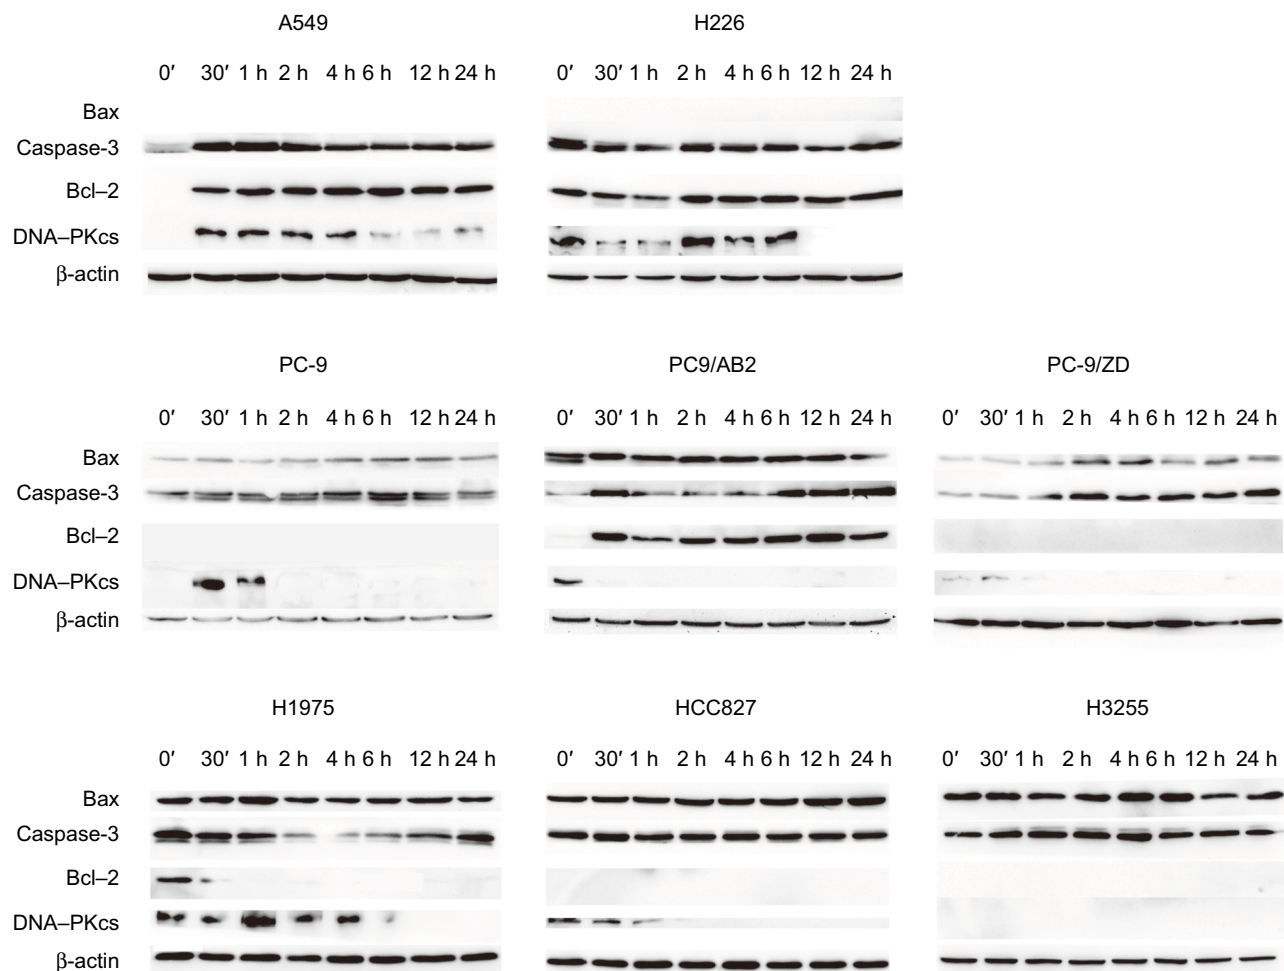 A549 H226
0′ 30′ 1 h 2 h 4 h 6 h 12 h 24 h 0′ 30′ 1 h 2 h 4 h 6 h 12 h 24 h
Bax
Caspase-3
Bcl–2
DNA–PKcs
β-actin
PC-9 PC9/AB2 PC-9/ZD
0′ 30′ 1 h 2 h 4 h 6 h 12 h 24 h 0′ 30′ 1 h 2 h 4 h 6 h 12 h 24 h 0′ 30′ 1 h 2 h 4 h 6 h 12 h 24 h
Bax
Caspase-3
Bcl–2
DNA–PKcs
β-actin
H1975 HCC827 H3255
0′ 30′ 1 h 2 h 4 h 6 h 12 h 24 h 0′ 30′ 1 h 2 h 4 h 6 h 12 h 24 h 0′ 30′ 1 h 2 h 4 h 6 h 12 h 24 h
Bax
Caspase-3
Bcl–2
DNA–PKcs
β-actin